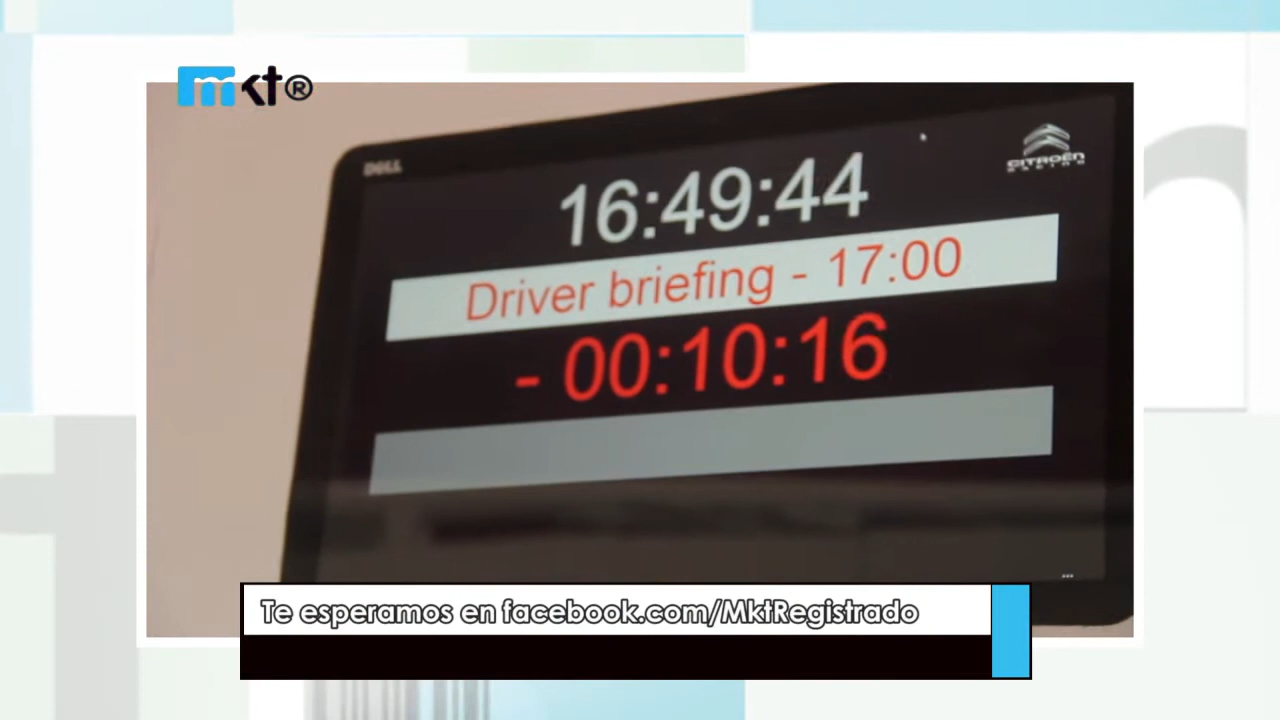 mkt®
DELL
CITROËN
RACING
16:49:44
Driver briefing - 17:00
- 00:10:16
...
Te esperamos en facebook.com/MktRegistrado